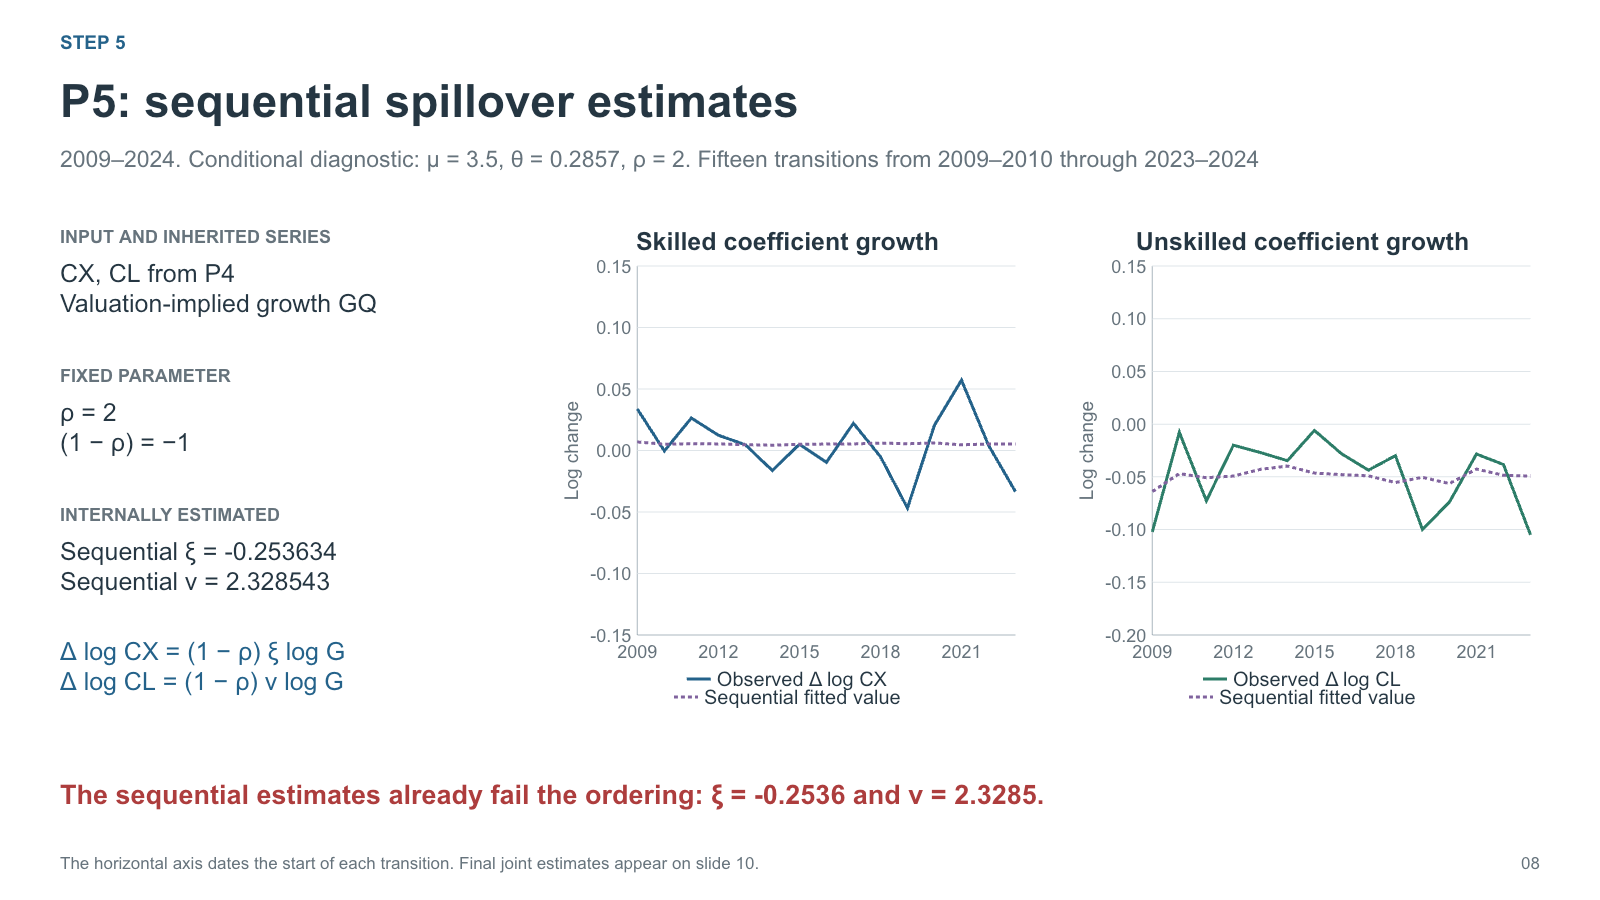 STEP 5
P5: sequential spillover estimates
2009–2024. Conditional diagnostic: μ = 3.5, θ = 0.2857, ρ = 2. Fifteen transitions from 2009–2010 through 2023–2024
INPUT AND INHERITED SERIES
CX, CL from P4
Valuation-implied growth GQ
FIXED PARAMETER
ρ = 2
(1 − ρ) = −1
INTERNALLY ESTIMATED
Sequential ξ = -0.253634
Sequential ν = 2.328543
Δ log CX = (1 − ρ) ξ log G
Δ log CL = (1 − ρ) ν log G
Skilled coefficient growth
Log change
0.15
0.10
0.05
0.00
-0.05
-0.10
-0.15
2009 2012 2015 2018 2021
Observed Δ log CX
Sequential fitted value
Unskilled coefficient growth
Log change
0.15
0.10
0.05
0.00
-0.05
-0.10
-0.15
-0.20
2009 2012 2015 2018 2021
Observed Δ log CL
Sequential fitted value
The sequential estimates already fail the ordering: ξ = -0.2536 and ν = 2.3285.
The horizontal axis dates the start of each transition. Final joint estimates appear on slide 10.
08